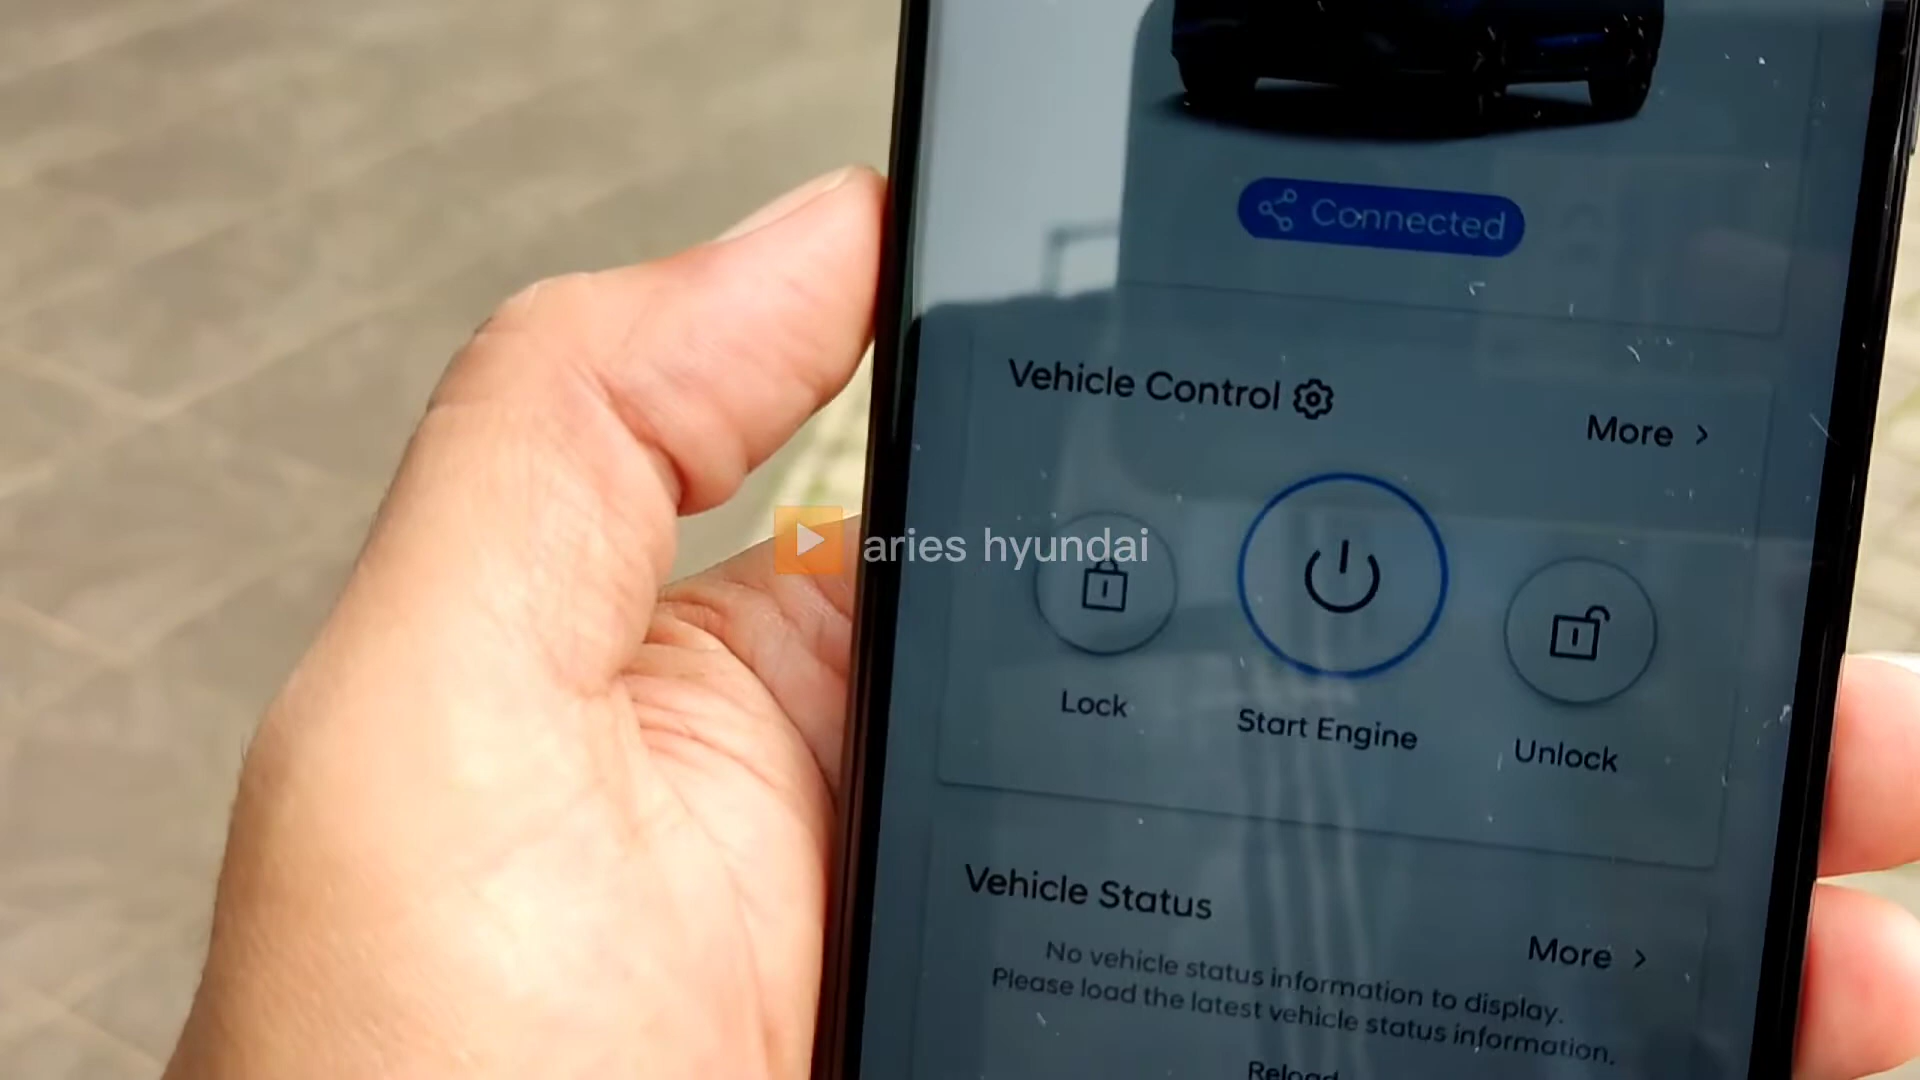 Connected
Vehicle Control
More >
aries hyundai
Lock
Start Engine
Unlock
Vehicle Status
More >
No vehicle status information to display.
Please load the latest vehicle status information.
Reload